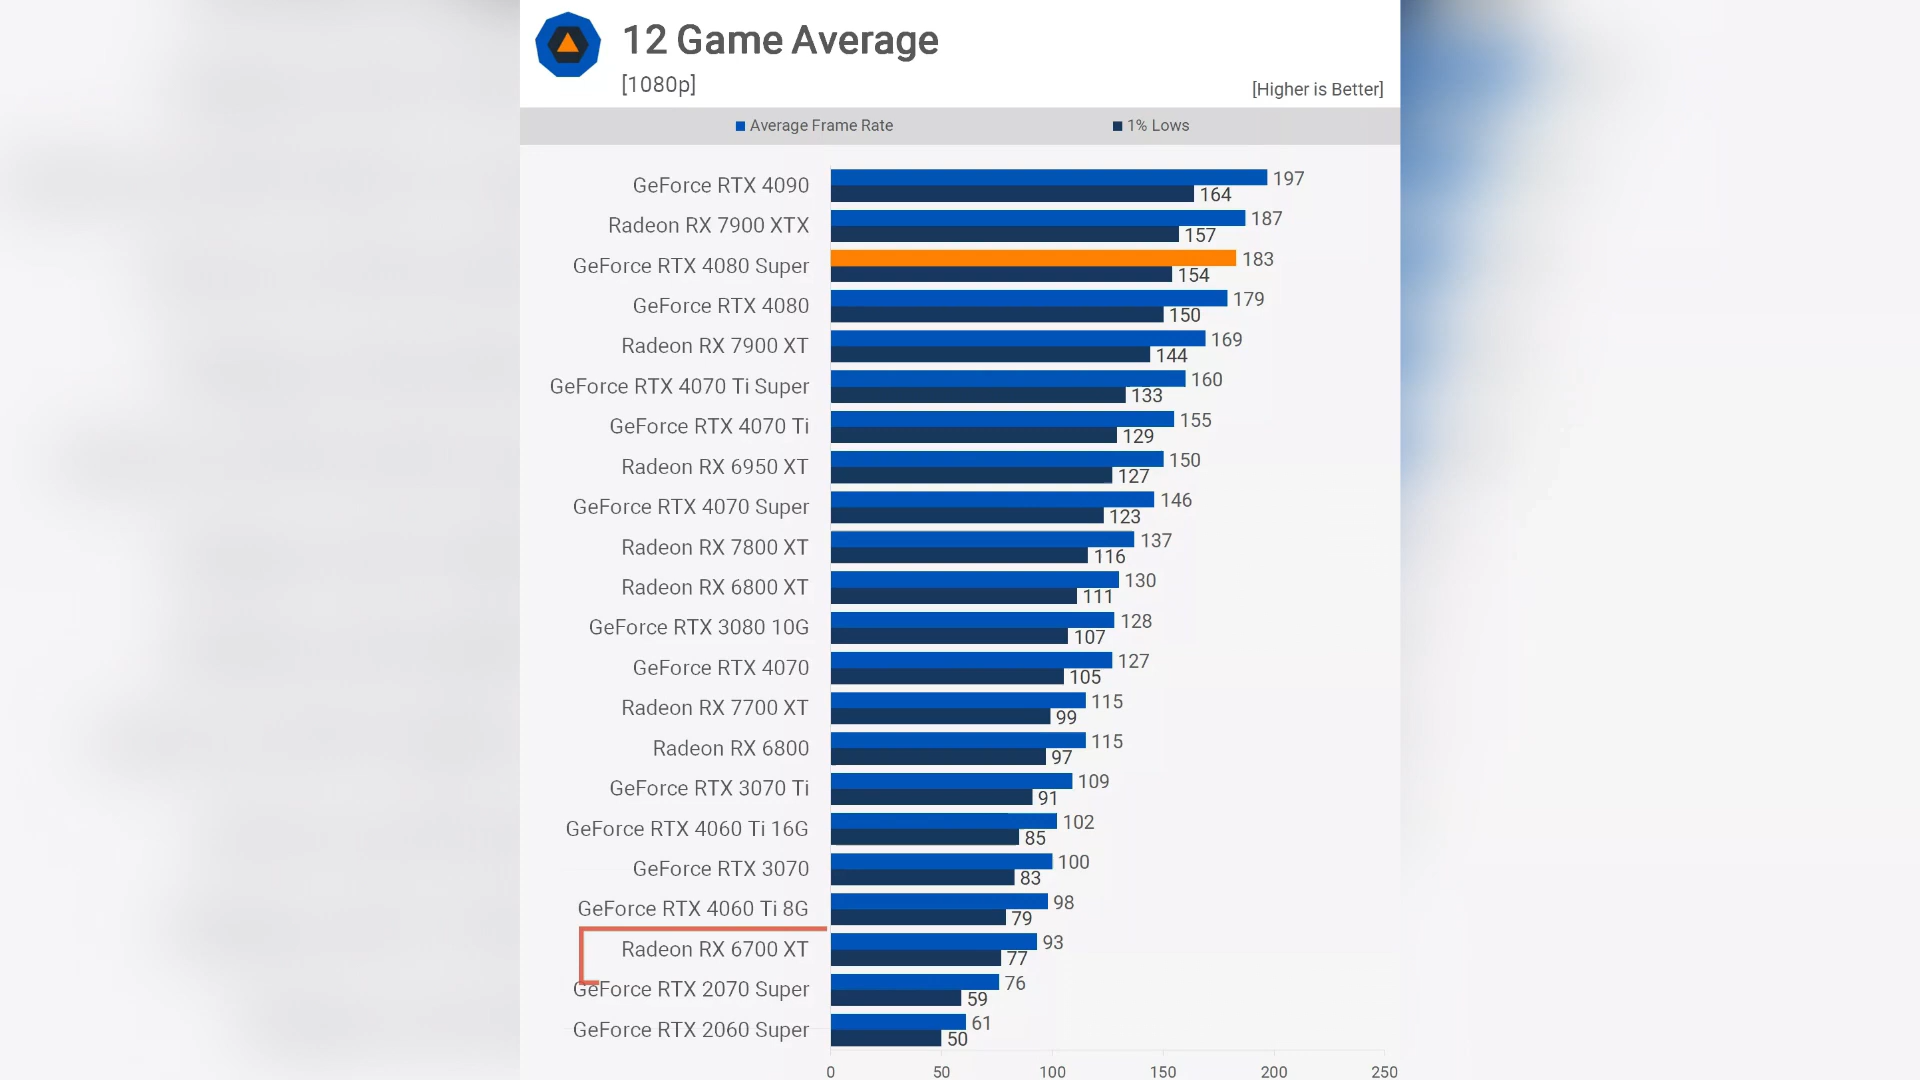 12 Game Average
[1080p]
[Higher is Better]
Average Frame Rate 1% Lows
GeForce RTX 4090 197 164
Radeon RX 7900 XTX 187 157
GeForce RTX 4080 Super 183 154
GeForce RTX 4080 179 150
Radeon RX 7900 XT 169 144
GeForce RTX 4070 Ti Super 160 133
GeForce RTX 4070 Ti 155 129
Radeon RX 6950 XT 150 127
GeForce RTX 4070 Super 146 123
Radeon RX 7800 XT 137 116
Radeon RX 6800 XT 130 111
GeForce RTX 3080 10G 128 107
GeForce RTX 4070 127 105
Radeon RX 7700 XT 115 99
Radeon RX 6800 115 97
GeForce RTX 3070 Ti 109 91
GeForce RTX 4060 Ti 16G 102 85
GeForce RTX 3070 100 83
GeForce RTX 4060 Ti 8G 98 79
Radeon RX 6700 XT 93 77
GeForce RTX 2070 Super 76 59
GeForce RTX 2060 Super 61 50
0 50 100 150 200 250